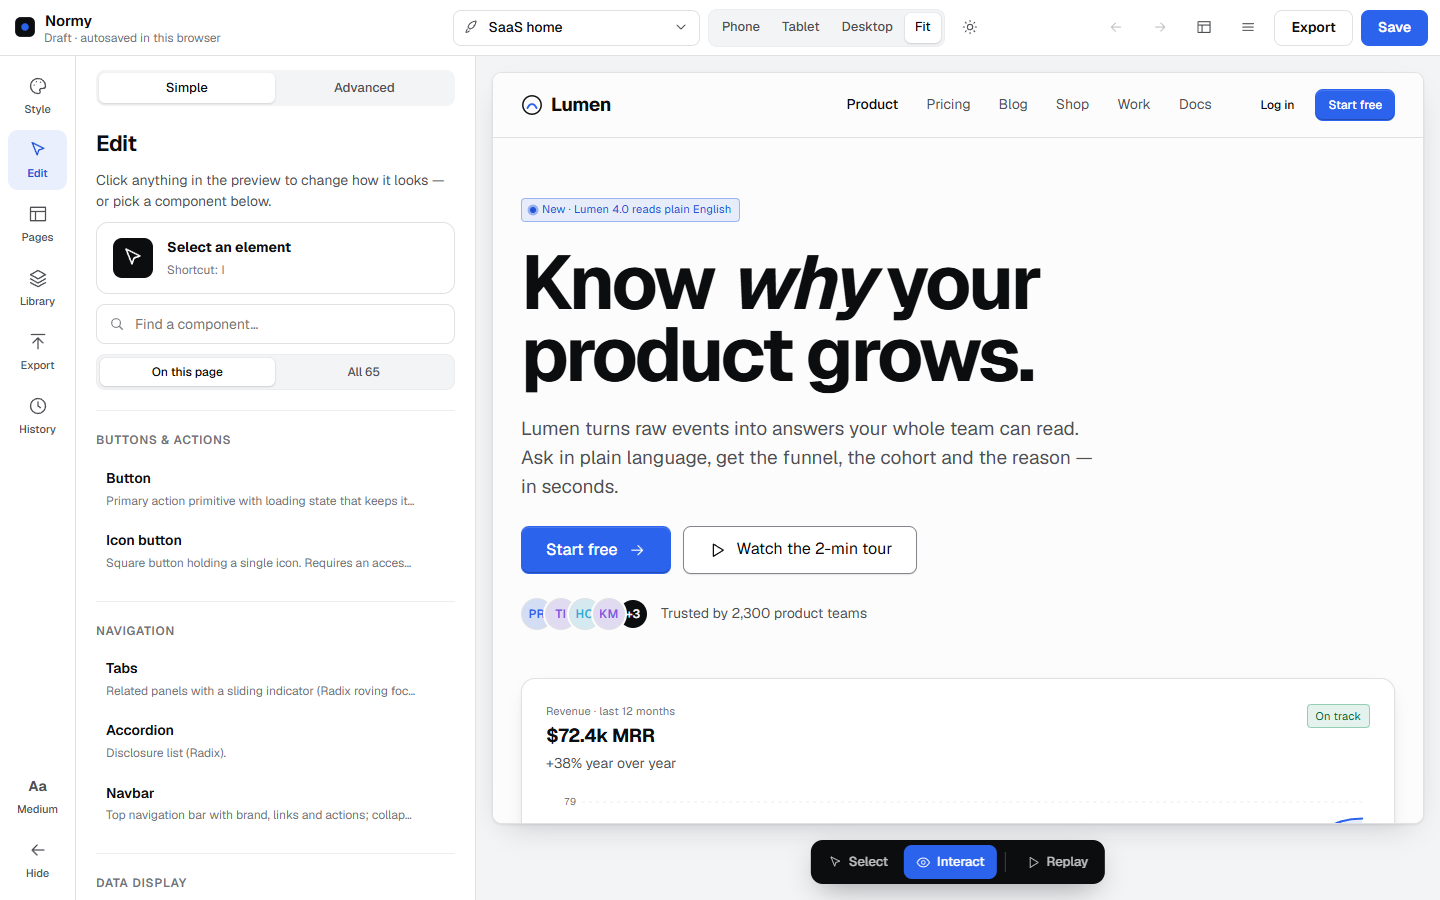 Normy
Draft · autosaved in this browser
SaaS home
Phone
Tablet
Desktop
Fit
Export
Save
Style
Edit
Pages
Library
Export
History
Aa
Medium
Hide
Simple
Advanced
Edit
Click anything in the preview to change how it looks —
or pick a component below.
Select an element
Shortcut: I
Find a component...
On this page
All 65
BUTTONS & ACTIONS
Button
Primary action primitive with loading state that keeps it...
Icon button
Square button holding a single icon. Requires an acces...
NAVIGATION
Tabs
Related panels with a sliding indicator (Radix roving foc...
Accordion
Disclosure list (Radix).
Navbar
Top navigation bar with brand, links and actions; collap...
DATA DISPLAY
Lumen
Product
Pricing
Blog
Shop
Work
Docs
Log in
Start free
New · Lumen 4.0 reads plain English
Know why your
product grows.
Lumen turns raw events into answers your whole team can read.
Ask in plain language, get the funnel, the cohort and the reason —
in seconds.
Start free
Watch the 2-min tour
PR
TI
HC
KM
+3
Trusted by 2,300 product teams
Revenue · last 12 months
$72.4k MRR
+38% year over year
On track
79
Select
Interact
Replay